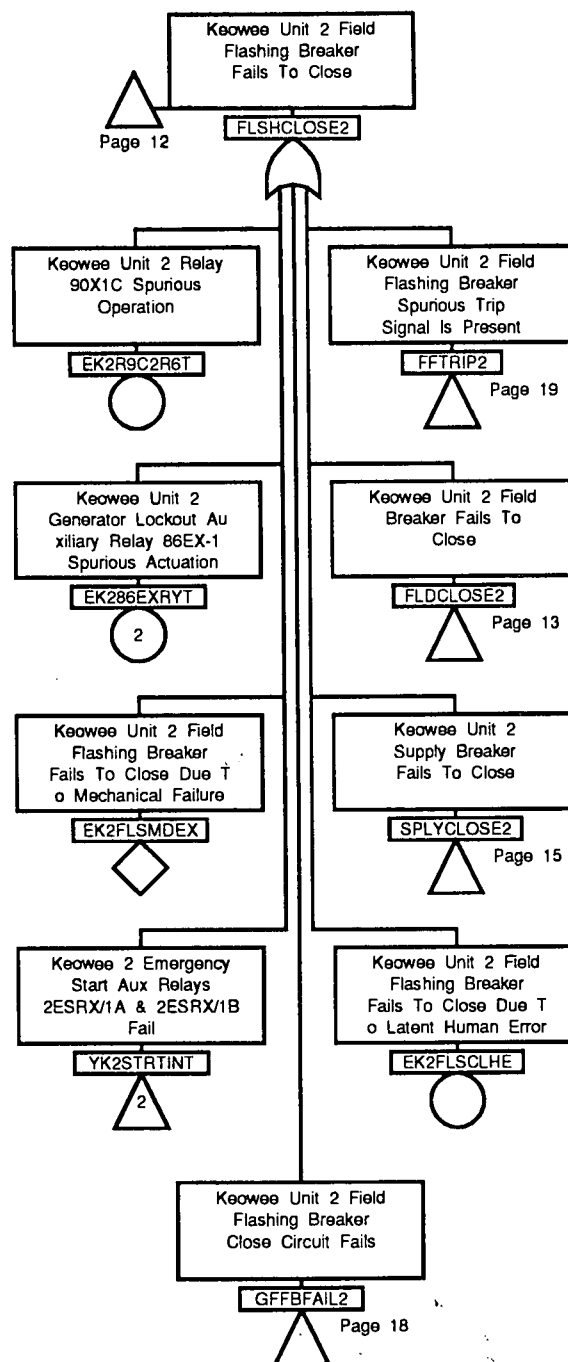 Keowee Unit 2 Field
Flashing Breaker
Fails To Close
Page 12
FLSHCLOSE2
Keowee Unit 2 Relay
90X1C Spurious
Operation
EK2R9C2R6T
Keowee Unit 2 Field
Flashing Breaker
Spurious Trip
Signal Is Present
FFTRIP2
Page 19
Keowee Unit 2
Generator Lockout Au
xiliary Relay 86EX-1
Spurious Actuation
EK286EXRYT
2
Keowee Unit 2 Field
Breaker Fails To
Close
FLDCLOSE2
Page 13
Keowee Unit 2 Field
Flashing Breaker
Fails To Close Due T
o Mechanical Failure
EK2FLSMDEX
Keowee Unit 2
Supply Breaker
Fails To Close
SPLYCLOSE2
Page 15
Keowee 2 Emergency
Start Aux Relays
2ESRX/1A & 2ESRX/1B
Fail
YK2STRTINT
2
Keowee Unit 2 Field
Flashing Breaker
Fails To Close Due T
o Latent Human Error
EK2FLSCLHE
Keowee Unit 2 Field
Flashing Breaker
Close Circuit Fails
GFFBFAIL2
Page 18